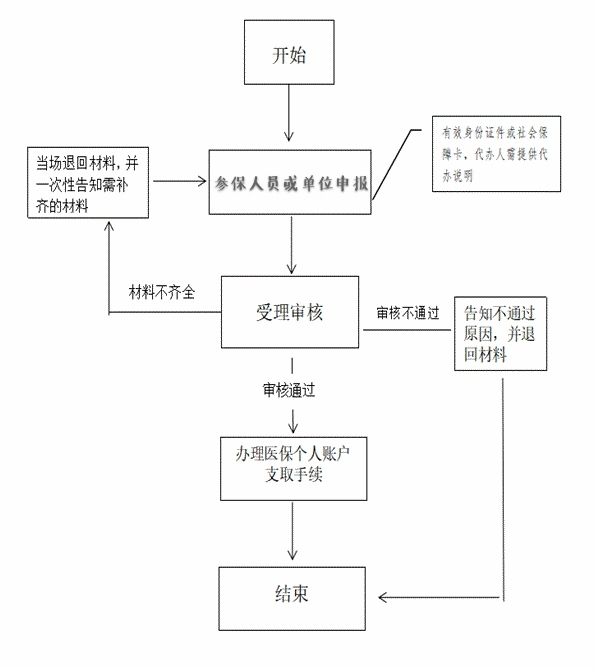 开始
有效身份证件或社会保
障卡，代办人需提供代
办说明
当场退回材料，并
一次性告知需补
齐的材料
参保人员或单位申报
材料不齐全
受理审核
审核不通过
告知不通过
原因，并退
回材料
审核通过
办理医保个人账户
支取手续
结束